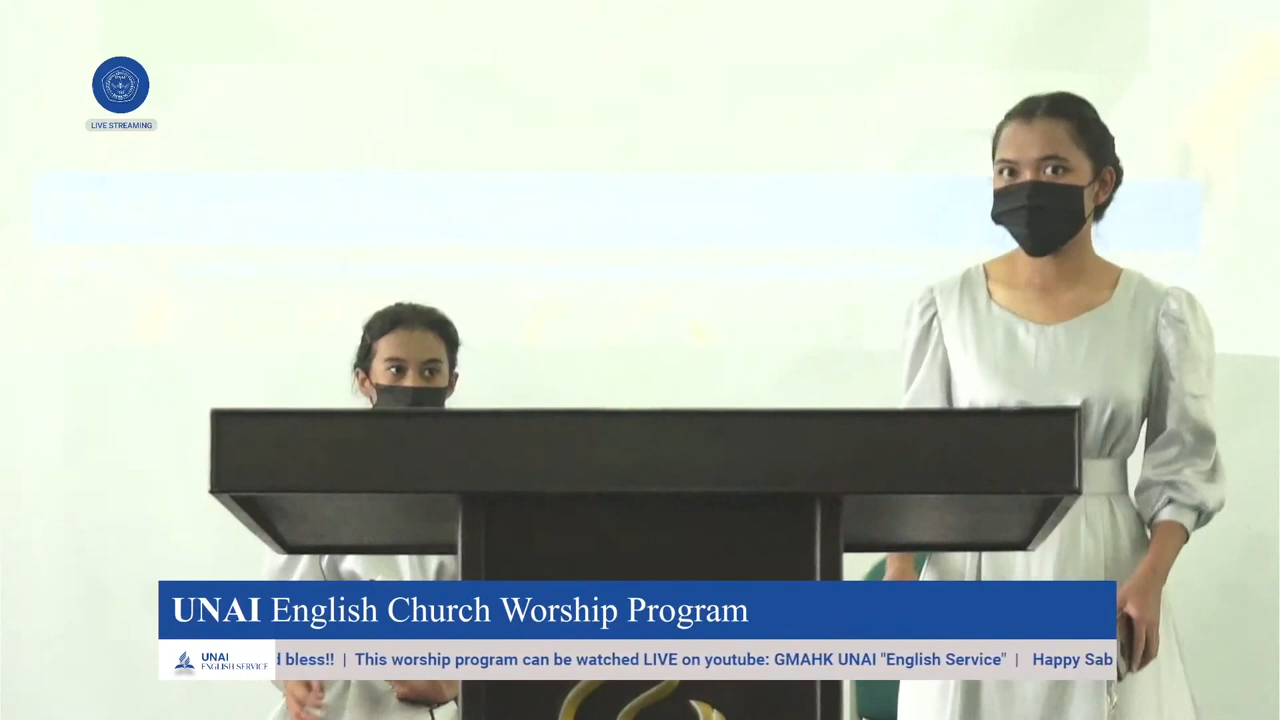 LIVE STREAMING
UNAI English Church Worship Program
UNAI
ENGLISH SERVICE
d bless!! | This worship program can be watched LIVE on youtube: GMAHK UNAI "English Service" | Happy Sab